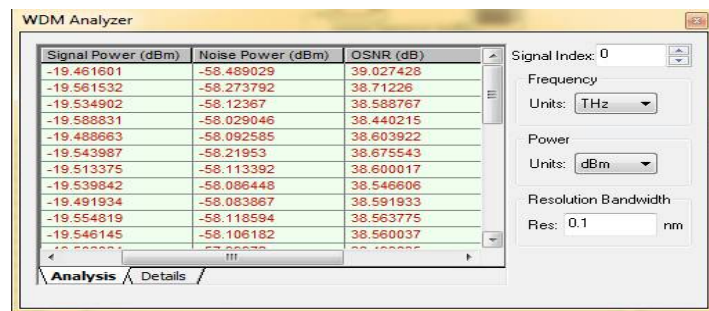 WDM Analyzer
Signal Power (dBm) Noise Power (dBm) OSNR (dB)
-19.461601 -58.489029 39.027428
-19.561532 -58.273792 38.71226
-19.534902 -58.12367 38.588767
-19.588831 -58.029046 38.440215
-19.488663 -58.092585 38.603922
-19.543987 -58.21953 38.675543
-19.513375 -58.113392 38.600017
-19.539842 -58.086448 38.546606
-19.491934 -58.083867 38.591933
-19.554819 -58.118594 38.563775
-19.546145 -58.106182 38.560037
Analysis Details
Signal Index: 0
Frequency
Units: THz
Power
Units: dBm
Resolution Bandwidth
Res: 0.1 nm